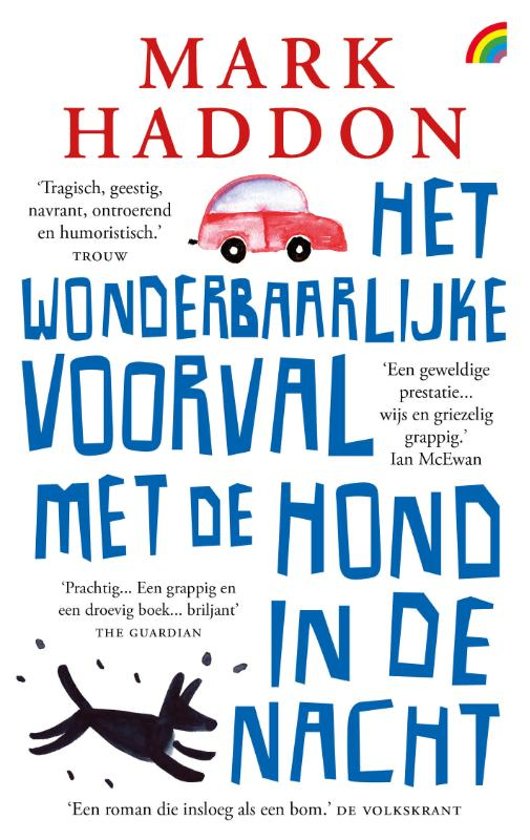 MARK
HADDON
'Tragisch, geestig,
navrant, ontroerend
en humoristisch.'
TROUW
HET
WONDERBAARLIJKE
VOORVAL
'Een geweldige
prestatie...
wijs en griezelig
grappig.'
Ian McEwan
MET DE HOND
'Prachtig... Een grappig en
een droevig boek... briljant'
THE GUARDIAN
IN DE
NACHT
'Een roman die insloeg als een bom.' DE VOLKSKRANT